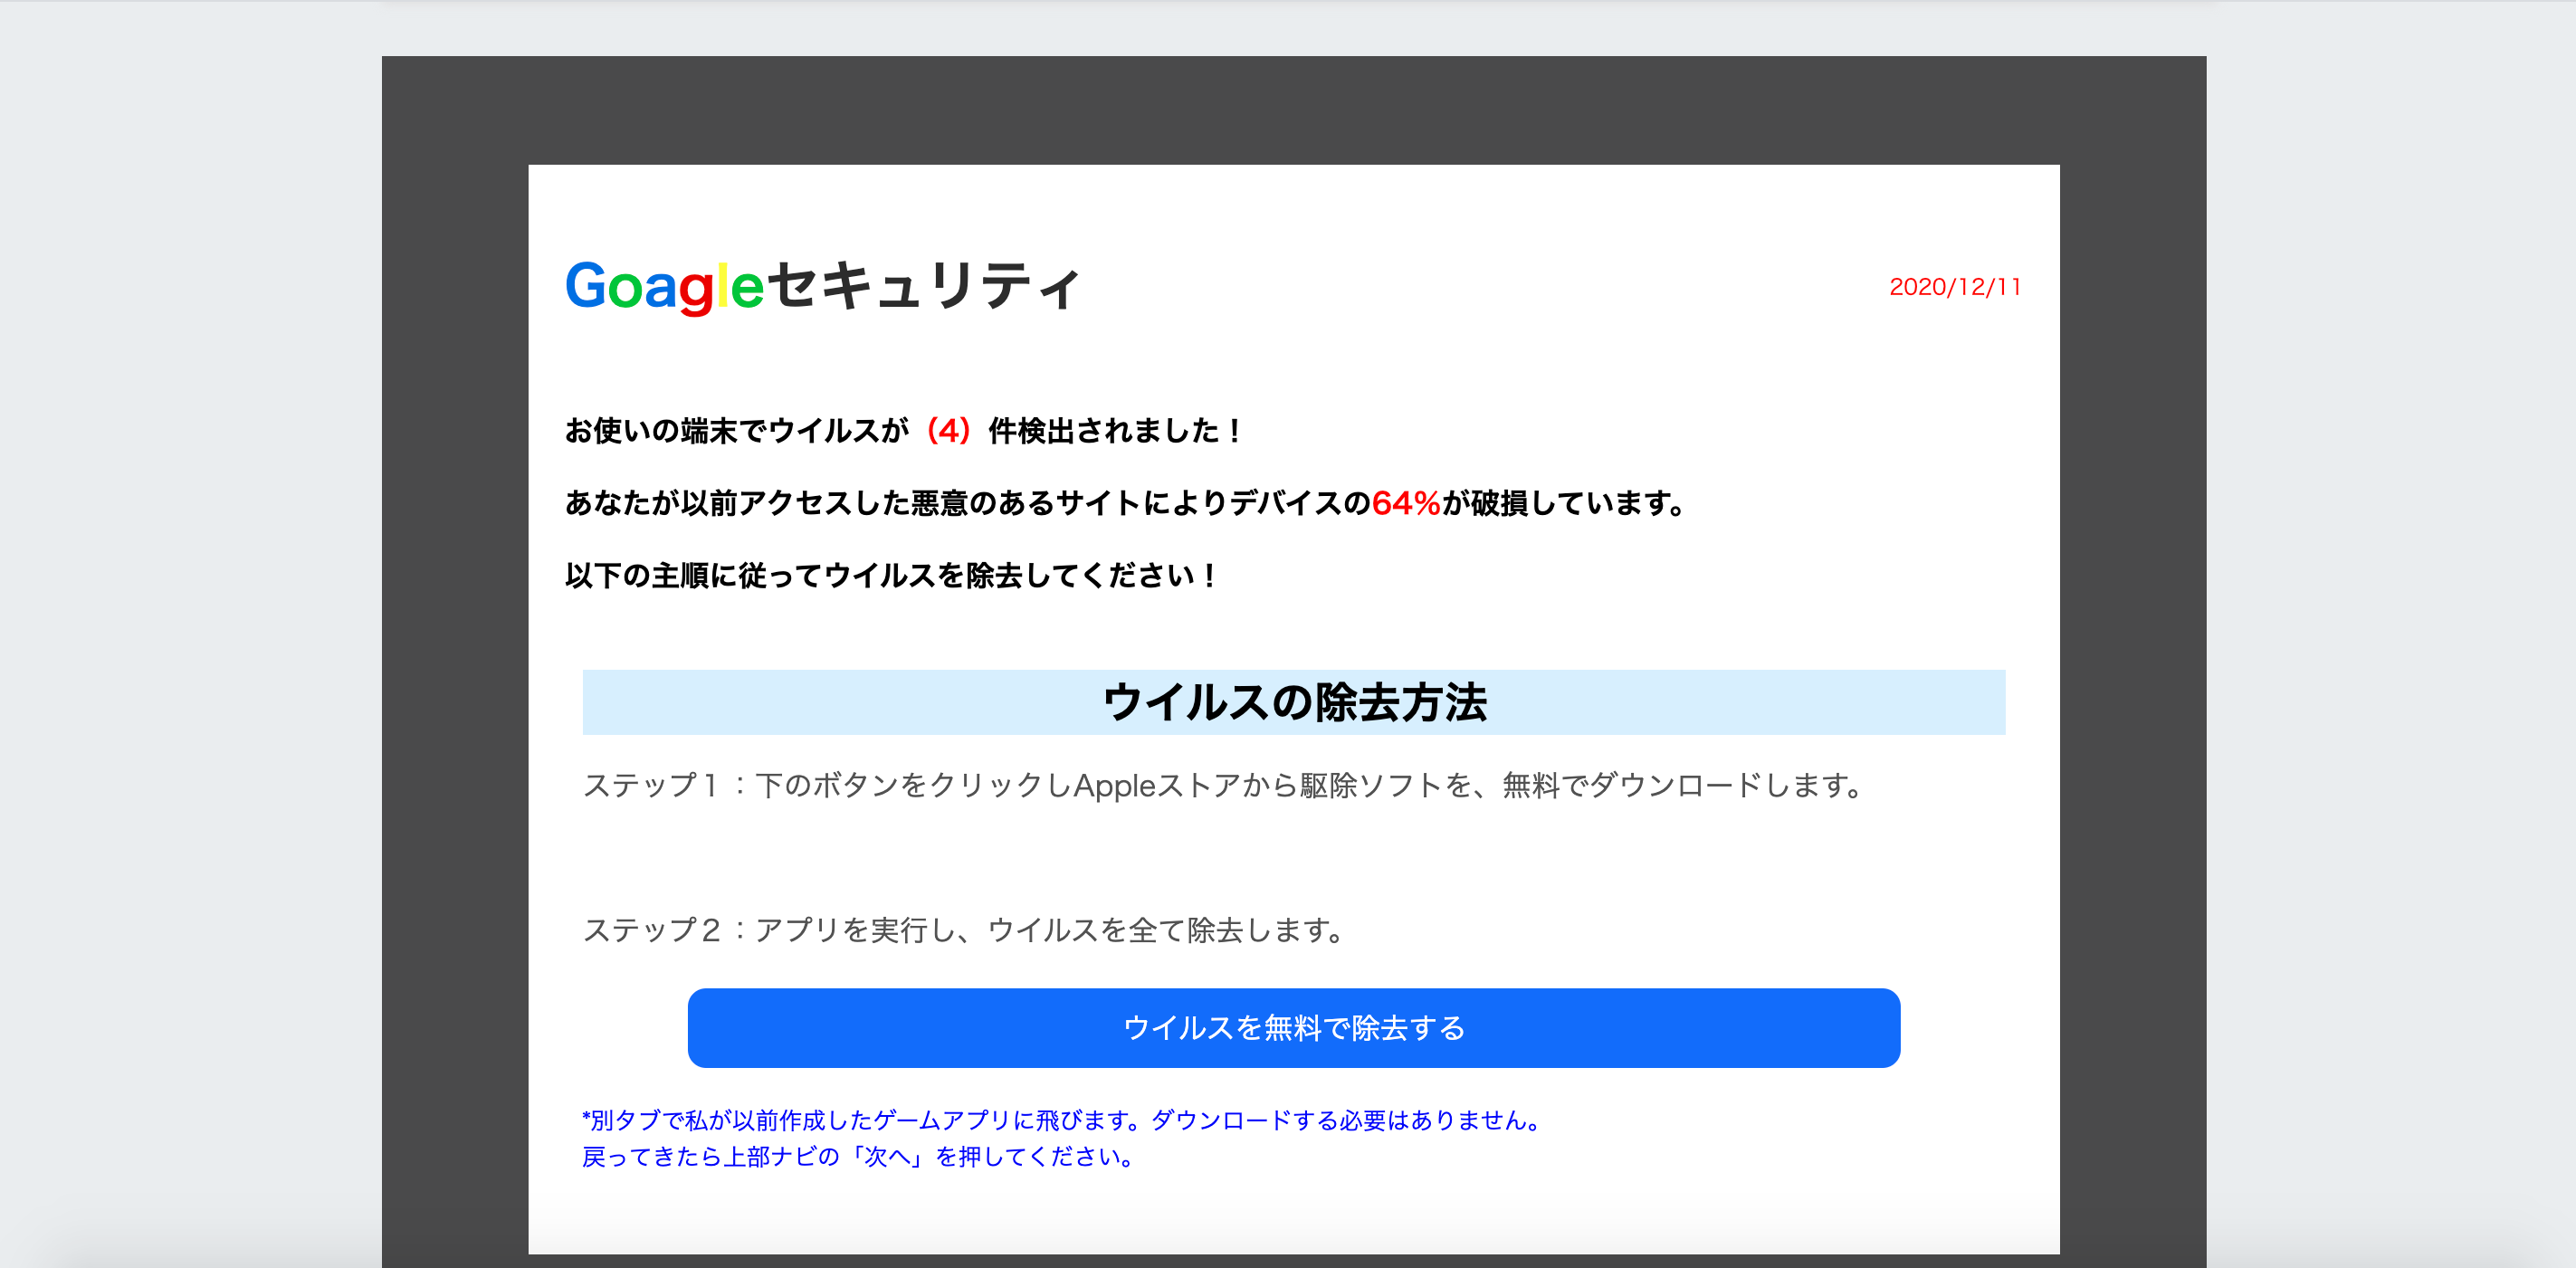 Goagleセキュリティ
2020/12/11
お使いの端末でウイルスが（4）件検出されました！
あなたが以前アクセスした悪意のあるサイトによりデバイスの64%が破損しています。
以下の主順に従ってウイルスを除去してください！
ウイルスの除去方法
ステップ１：下のボタンをクリックしAppleストアから駆除ソフトを、無料でダウンロードします。
ステップ２：アプリを実行し、ウイルスを全て除去します。
ウイルスを無料で除去する
*別タブで私が以前作成したゲームアプリに飛びます。ダウンロードする必要はありません。
戻ってきたら上部ナビの「次へ」を押してください。